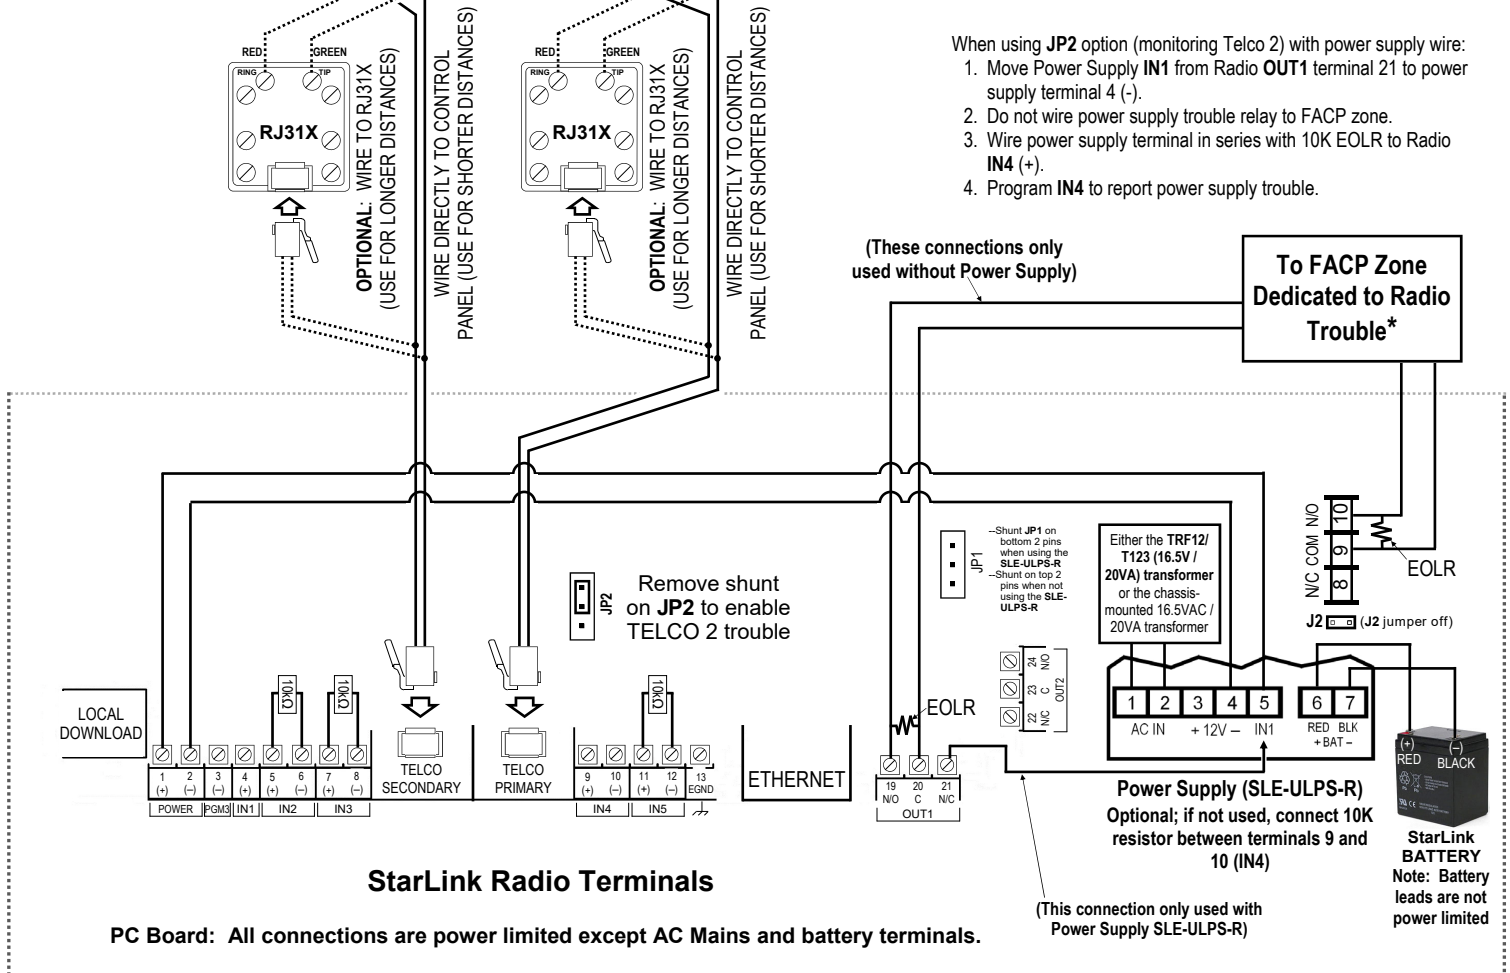 When using JP2 option (monitoring Telco 2) with power supply wire:
1. Move Power Supply IN1 from Radio OUT1 terminal 21 to power
supply terminal 4 (-).
2. Do not wire power supply trouble relay to FACP zone.
3. Wire power supply terminal in series with 10K EOLR to Radio
IN4 (+).
4. Program IN4 to report power supply trouble.
RED
GREEN
RING
TIP
RJ31X
OPTIONAL: WIRE TO RJ31X
(USE FOR LONGER DISTANCES)
WIRE DIRECTLY TO CONTROL
PANEL (USE FOR SHORTER DISTANCES)
RED
GREEN
RING
TIP
RJ31X
OPTIONAL: WIRE TO RJ31X
(USE FOR LONGER DISTANCES)
WIRE DIRECTLY TO CONTROL
PANEL (USE FOR SHORTER DISTANCES)
(These connections only
used without Power Supply)
To FACP Zone
Dedicated to Radio
Trouble*
N/C COM N/O
8 9 10
EOLR
J2 (J2 jumper off)
JP1
--Shunt JP1 on
bottom 2 pins
when using the
SLE-ULPS-R
--Shunt on top 2
pins when not
using the SLE-
ULPS-R
Either the TRF12/
T123 (16.5V /
20VA) transformer
or the chassis-
mounted 16.5VAC /
20VA transformer
JP2
Remove shunt
on JP2 to enable
TELCO 2 trouble
24 N/O
23 C
22 N/C
OUT2
EOLR
1 2 3 4 5
AC IN + 12V – IN1
6 7
RED BLK
+ BAT –
(+)
RED
(–)
BLACK
LOCAL
DOWNLOAD
10kΩ
10kΩ
10kΩ
1 2 3 4 5 6 7 8
(+) (–) (–) (+) (+) (–) (+) (–)
POWER PGM3 IN1 IN2 IN3
TELCO
SECONDARY
TELCO
PRIMARY
9 10 11 12 13
(+) (–) (+) (–) EGND
IN4 IN5
ETHERNET
19 20 21
N/O C N/C
OUT1
Power Supply (SLE-ULPS-R)
Optional; if not used, connect 10K
resistor between terminals 9 and
10 (IN4)
StarLink
BATTERY
Note: Battery
leads are not
power limited
StarLink Radio Terminals
(This connection only used with
Power Supply SLE-ULPS-R)
PC Board: All connections are power limited except AC Mains and battery terminals.